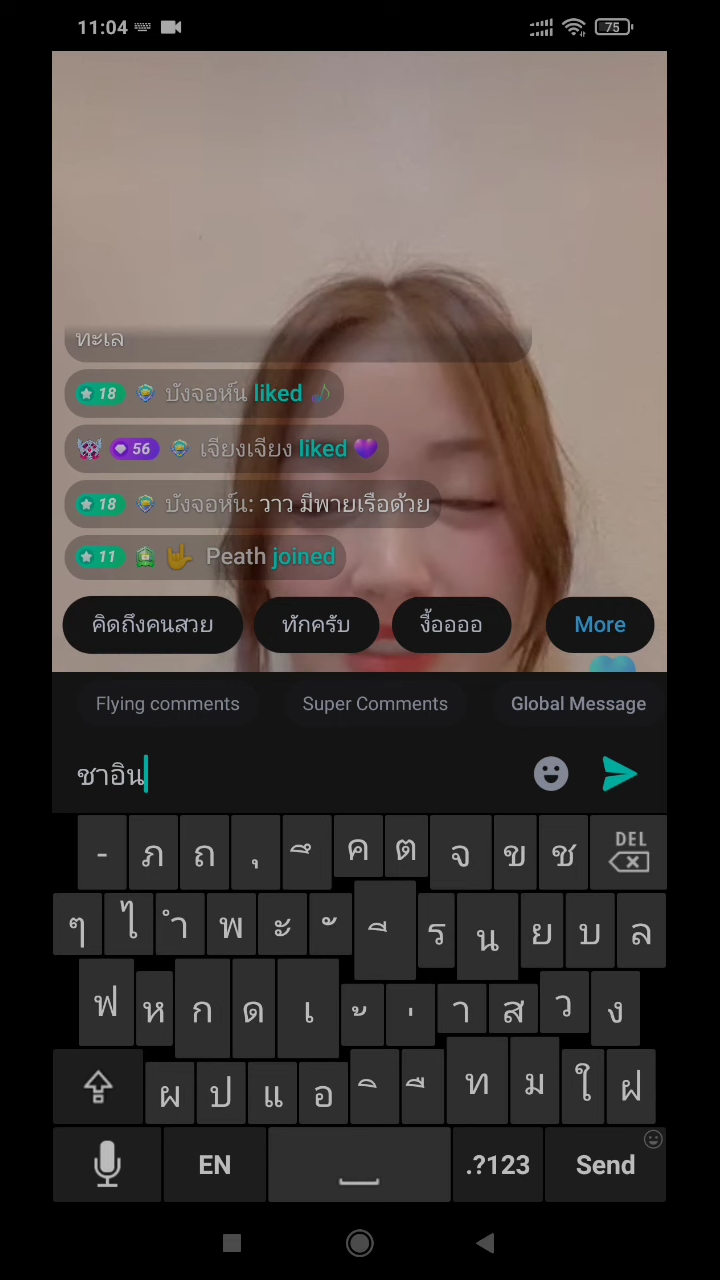 11:04
75
ทะเล
18 บังจอห์น liked
56 เจียงเจียง liked
18 บังจอห์น: วาว มีพายเรือด้วย
11 Peath joined
คิดถึงคนสวย ทักครับ งื้ออออ More
Flying comments Super Comments Global Message
ชาอิน
- ภ ถ ุ ึ ค ต จ ข ช DEL
ๆ ไ ำ พ ะ ั ี ร น ย บ ล
ฟ ห ก ด เ ้ ่ า ส ว ง
ผ ป แ อ ิ ื ท ม ใ ฝ
EN .?123 Send